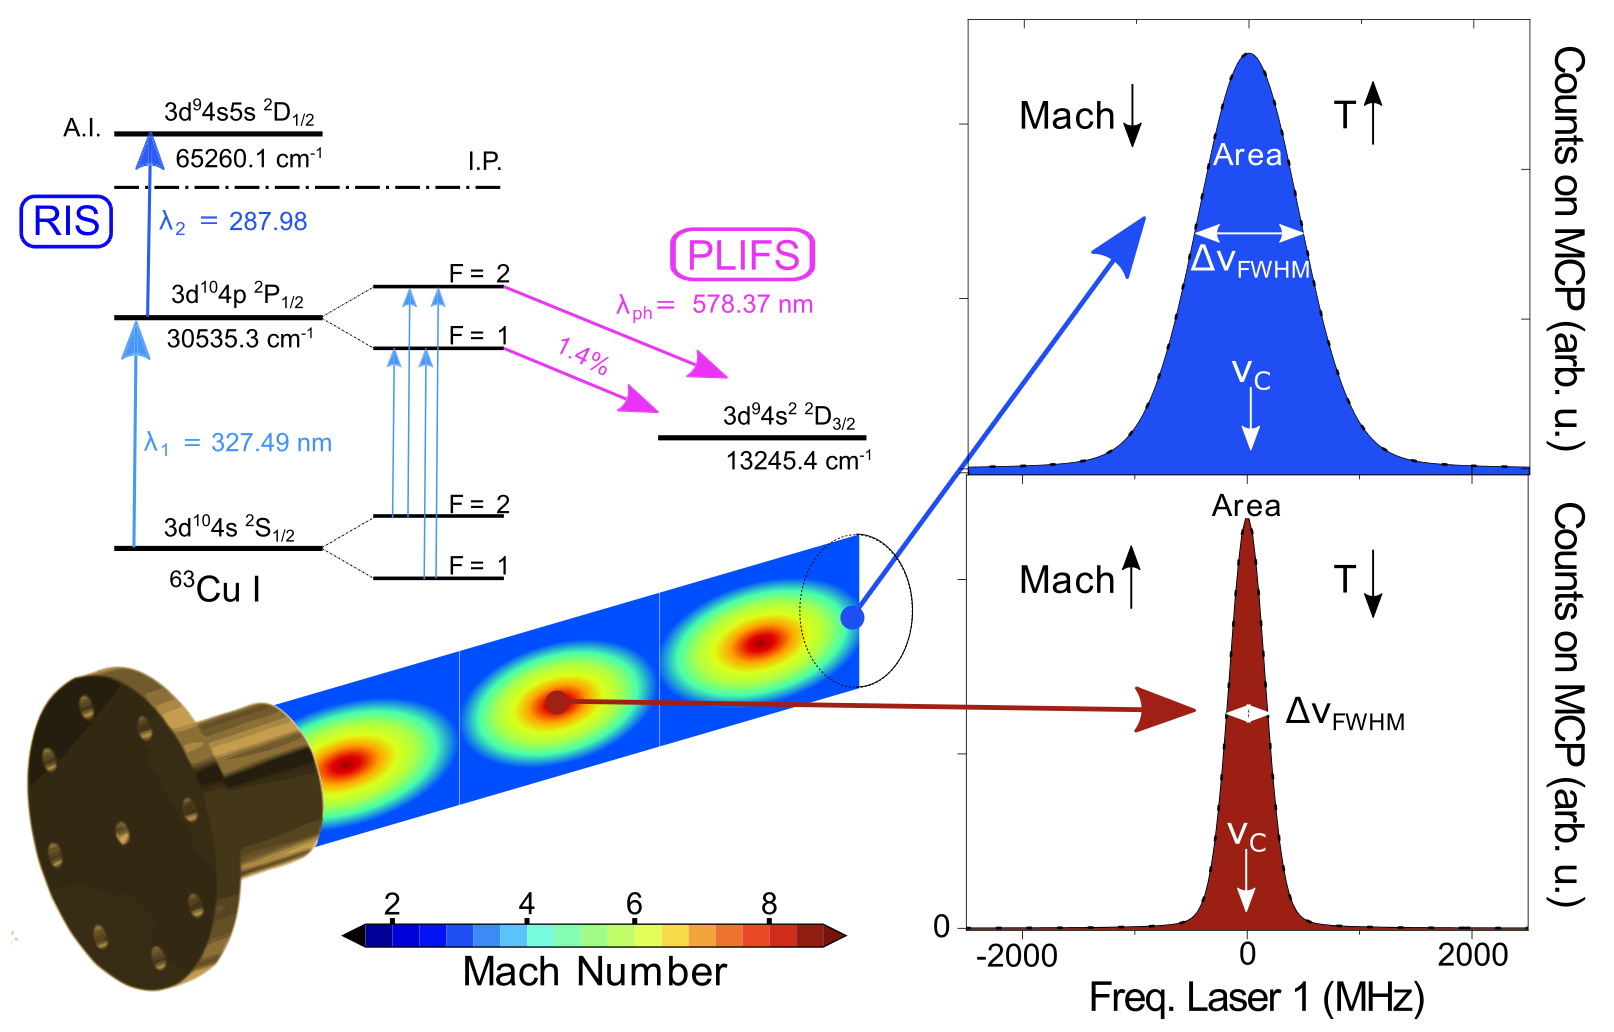 3d⁹4s5s ²D₁/₂
A.I.
65260.1 cm⁻¹
I.P.
RIS
λ₂ = 287.98
3d¹⁰4p ²P₁/₂
30535.3 cm⁻¹
F = 2
F = 1
PLIFS
λph = 578.37 nm
1.4%
3d⁹4s² ²D₃/₂
13245.4 cm⁻¹
λ₁ = 327.49 nm
3d¹⁰4s ²S₁/₂
F = 2
F = 1
⁶³Cu I
2 4 6 8
Mach Number
Mach↓
T↑
Area
ΔνFWHM
νC
Counts on MCP (arb. u.)
Area
Mach↑
T↓
ΔνFWHM
νC
Counts on MCP (arb. u.)
0
-2000 0 2000
Freq. Laser 1 (MHz)